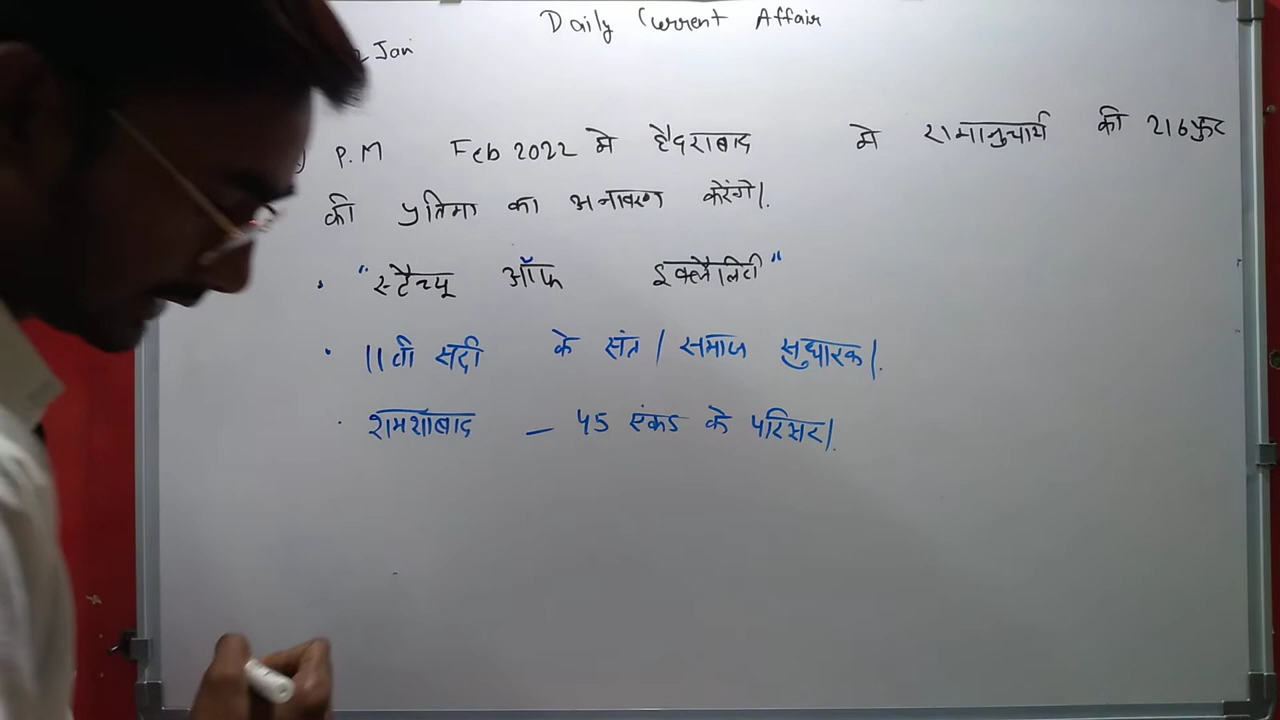 Daily Current Affair
Jan
P.M Feb 2022 मे हैदराबाद मे रामानुचार्य की 216फुट
की प्रतिमा का अनावरण करेंगे।.
• "स्टैच्यू ऑफ इक्लैलिटी"
• 11वी सदी के संत / समाज सुधारक।.
• शमशाबाद – 45 एंकड के परिसर।.